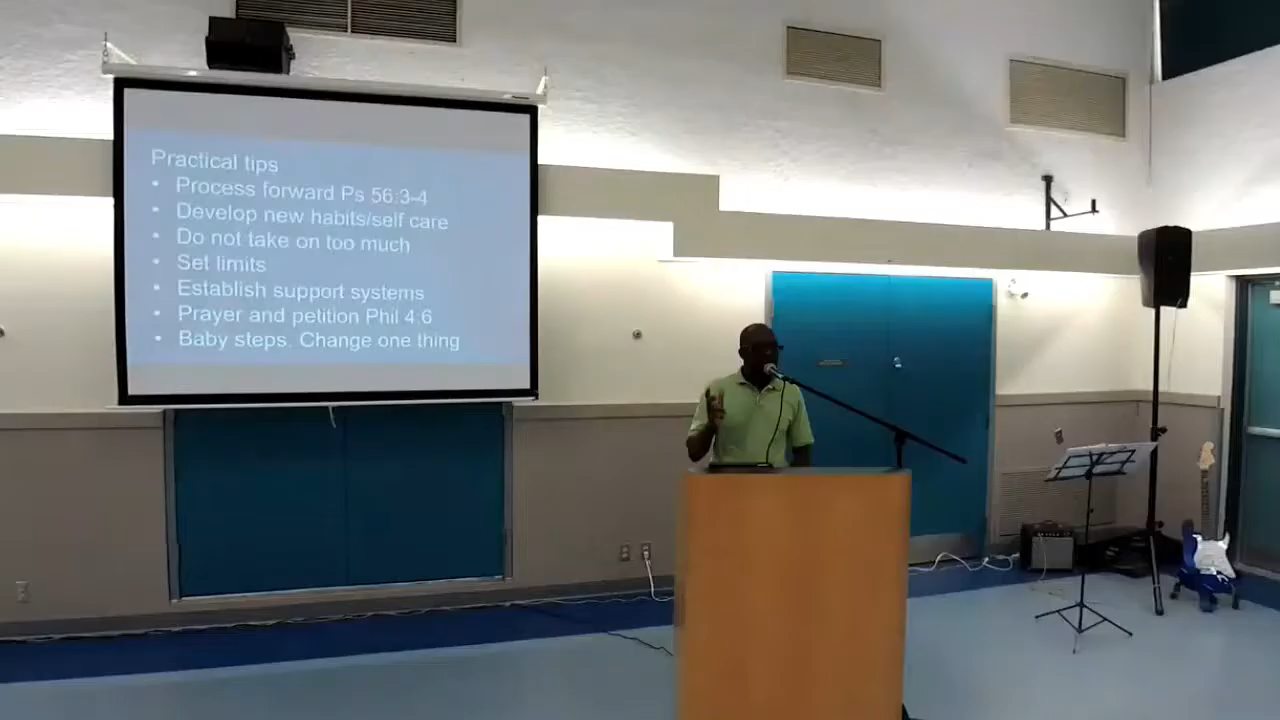 Practical tips
• Process forward Ps 56:3-4
• Develop new habits/self care
• Do not take on too much
• Set limits
• Establish support systems
• Prayer and petition Phil 4:6
• Baby steps. Change one thing